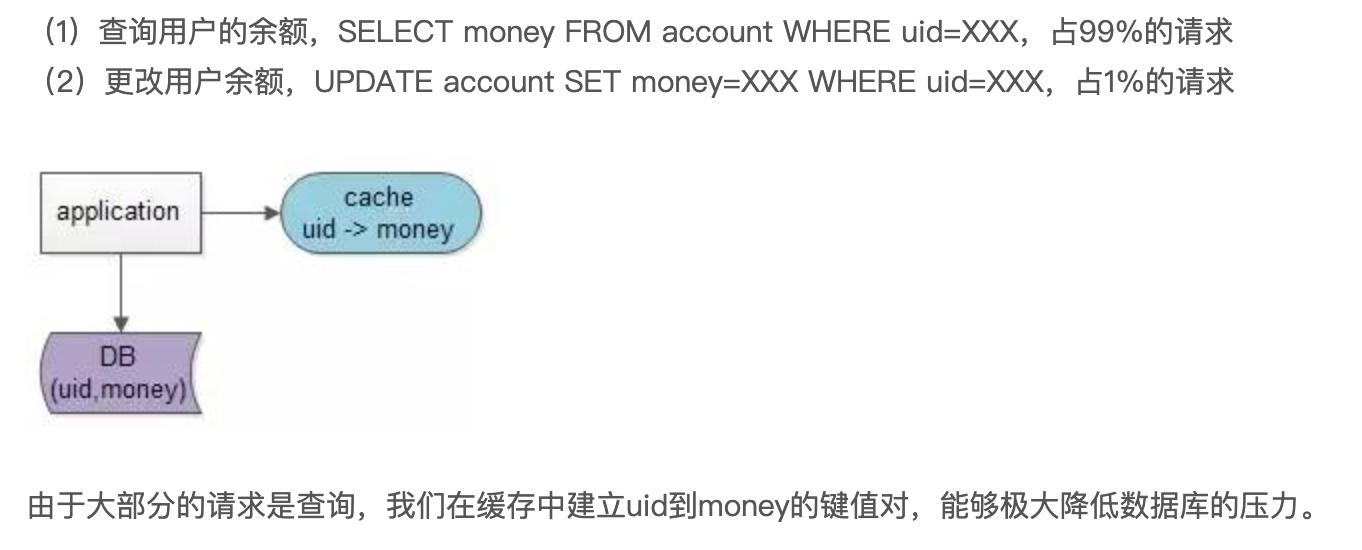 （1）查询用户的余额，SELECT money FROM account WHERE uid=XXX，占99%的请求
（2）更改用户余额，UPDATE account SET money=XXX WHERE uid=XXX，占1%的请求
application
cache
uid -> money
DB
(uid,money)
由于大部分的请求是查询，我们在缓存中建立uid到money的键值对，能够极大降低数据库的压力。